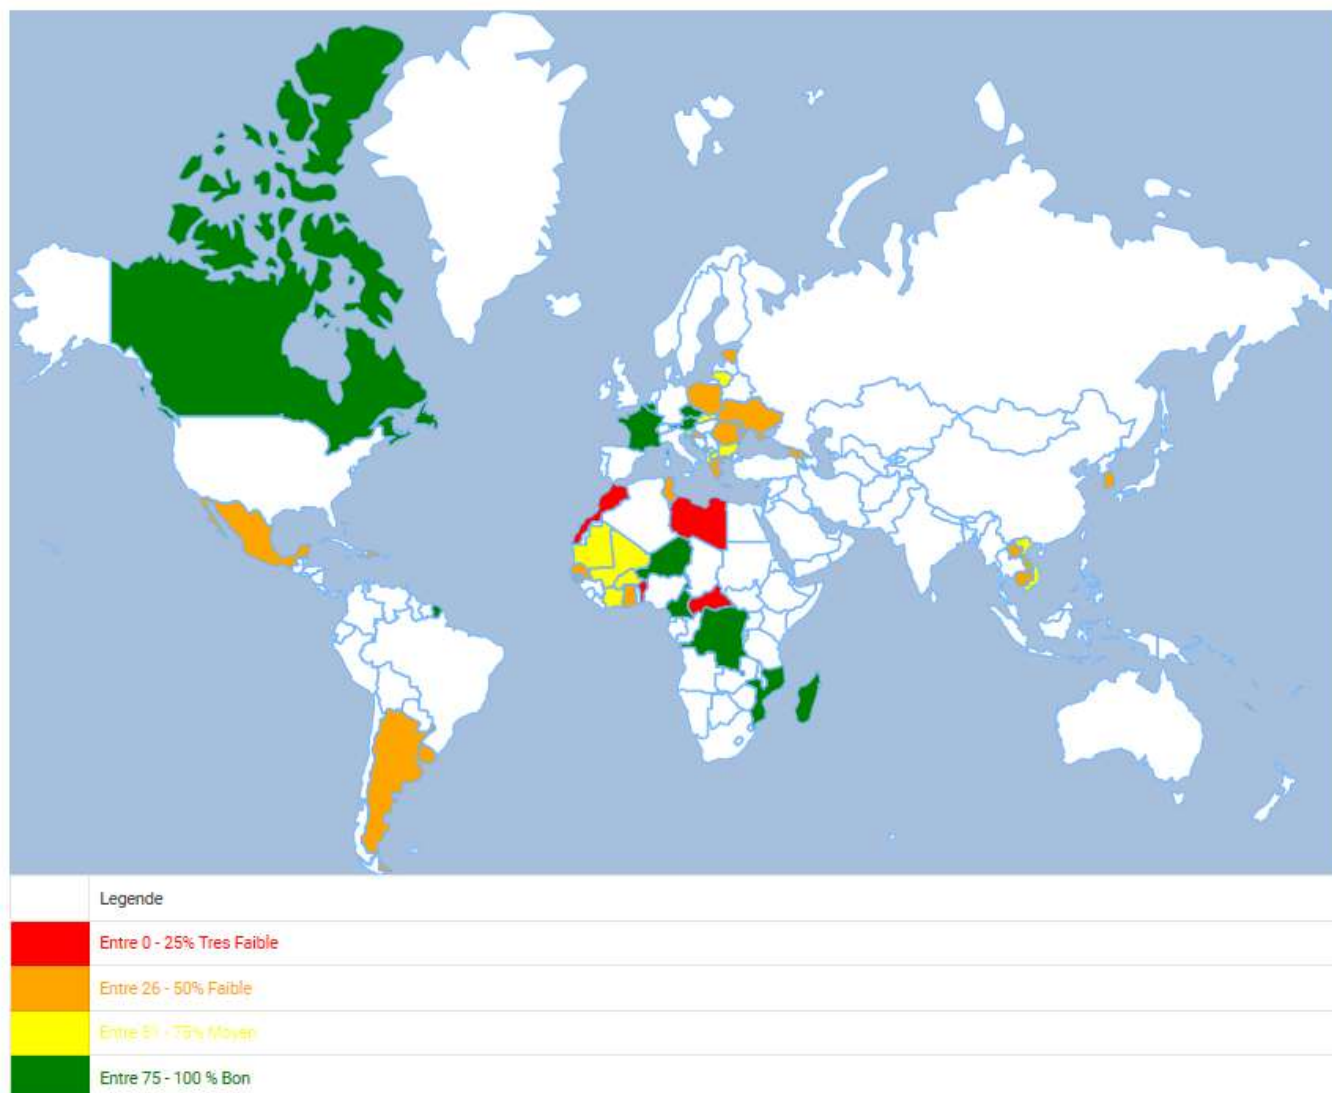 Legende
Entre 0 - 25% Tres Faible
Entre 26 - 50% Faible
Entre 51 - 75% Moyen
Entre 75 - 100 % Bon